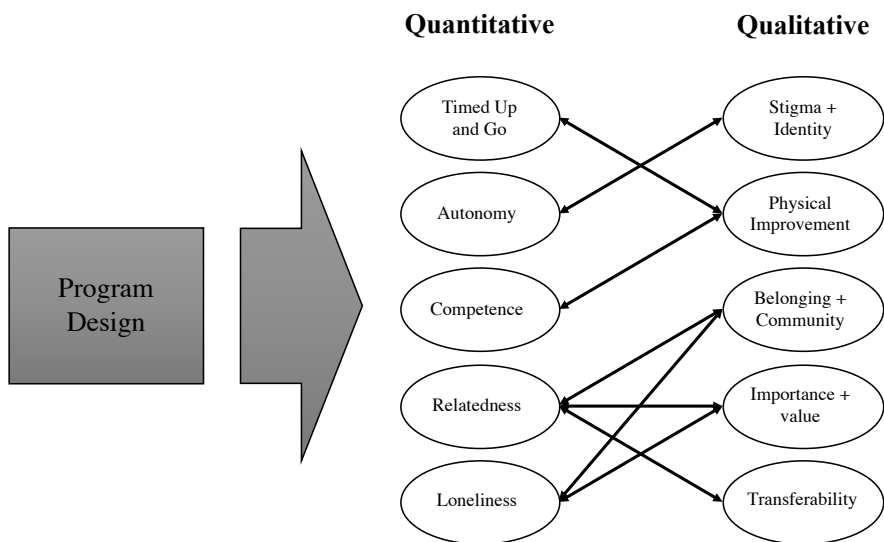 Quantitative
Qualitative
Program
Design
Timed Up
and Go
Autonomy
Competence
Relatedness
Loneliness
Stigma +
Identity
Physical
Improvement
Belonging +
Community
Importance +
value
Transferability